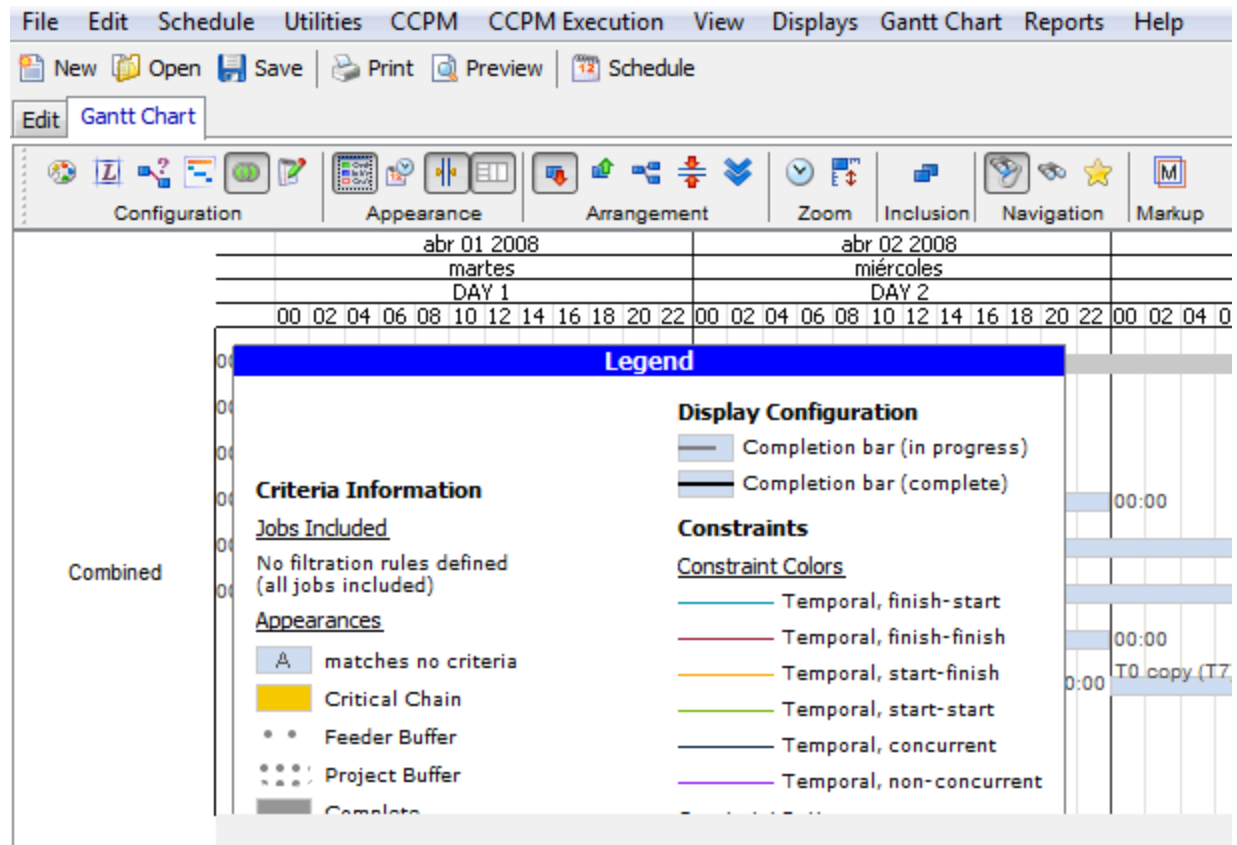 File Edit Schedule Utilities CCPM CCPM Execution View Displays Gantt Chart Reports Help
New Open Save Print Preview Schedule
Edit Gantt Chart
Configuration Appearance Arrangement Zoom Inclusion Navigation Markup
abr 01 2008 abr 02 2008
martes miércoles
DAY 1 DAY 2
00 02 04 06 08 10 12 14 16 18 20 22 00 02 04 06 08 10 12 14 16 18 20 22 00 02 04
Legend
Combined
Criteria Information
Jobs Included
No filtration rules defined
(all jobs included)
Appearances
A matches no criteria
Critical Chain
Feeder Buffer
Project Buffer
Complete
Display Configuration
Completion bar (in progress)
Completion bar (complete)
Constraints
Constraint Colors
Temporal, finish-start
Temporal, finish-finish
Temporal, start-finish
Temporal, start-start
Temporal, concurrent
Temporal, non-concurrent
00:00
00:00
T0 copy (T7)